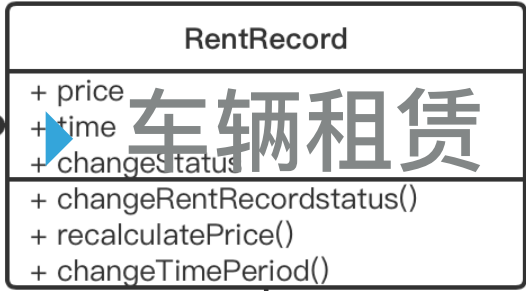 RentRecord
+ price
+ time
+ changeStatus
车辆租赁
+ changeRentRecordstatus()
+ recalculatePrice()
+ changeTimePeriod()